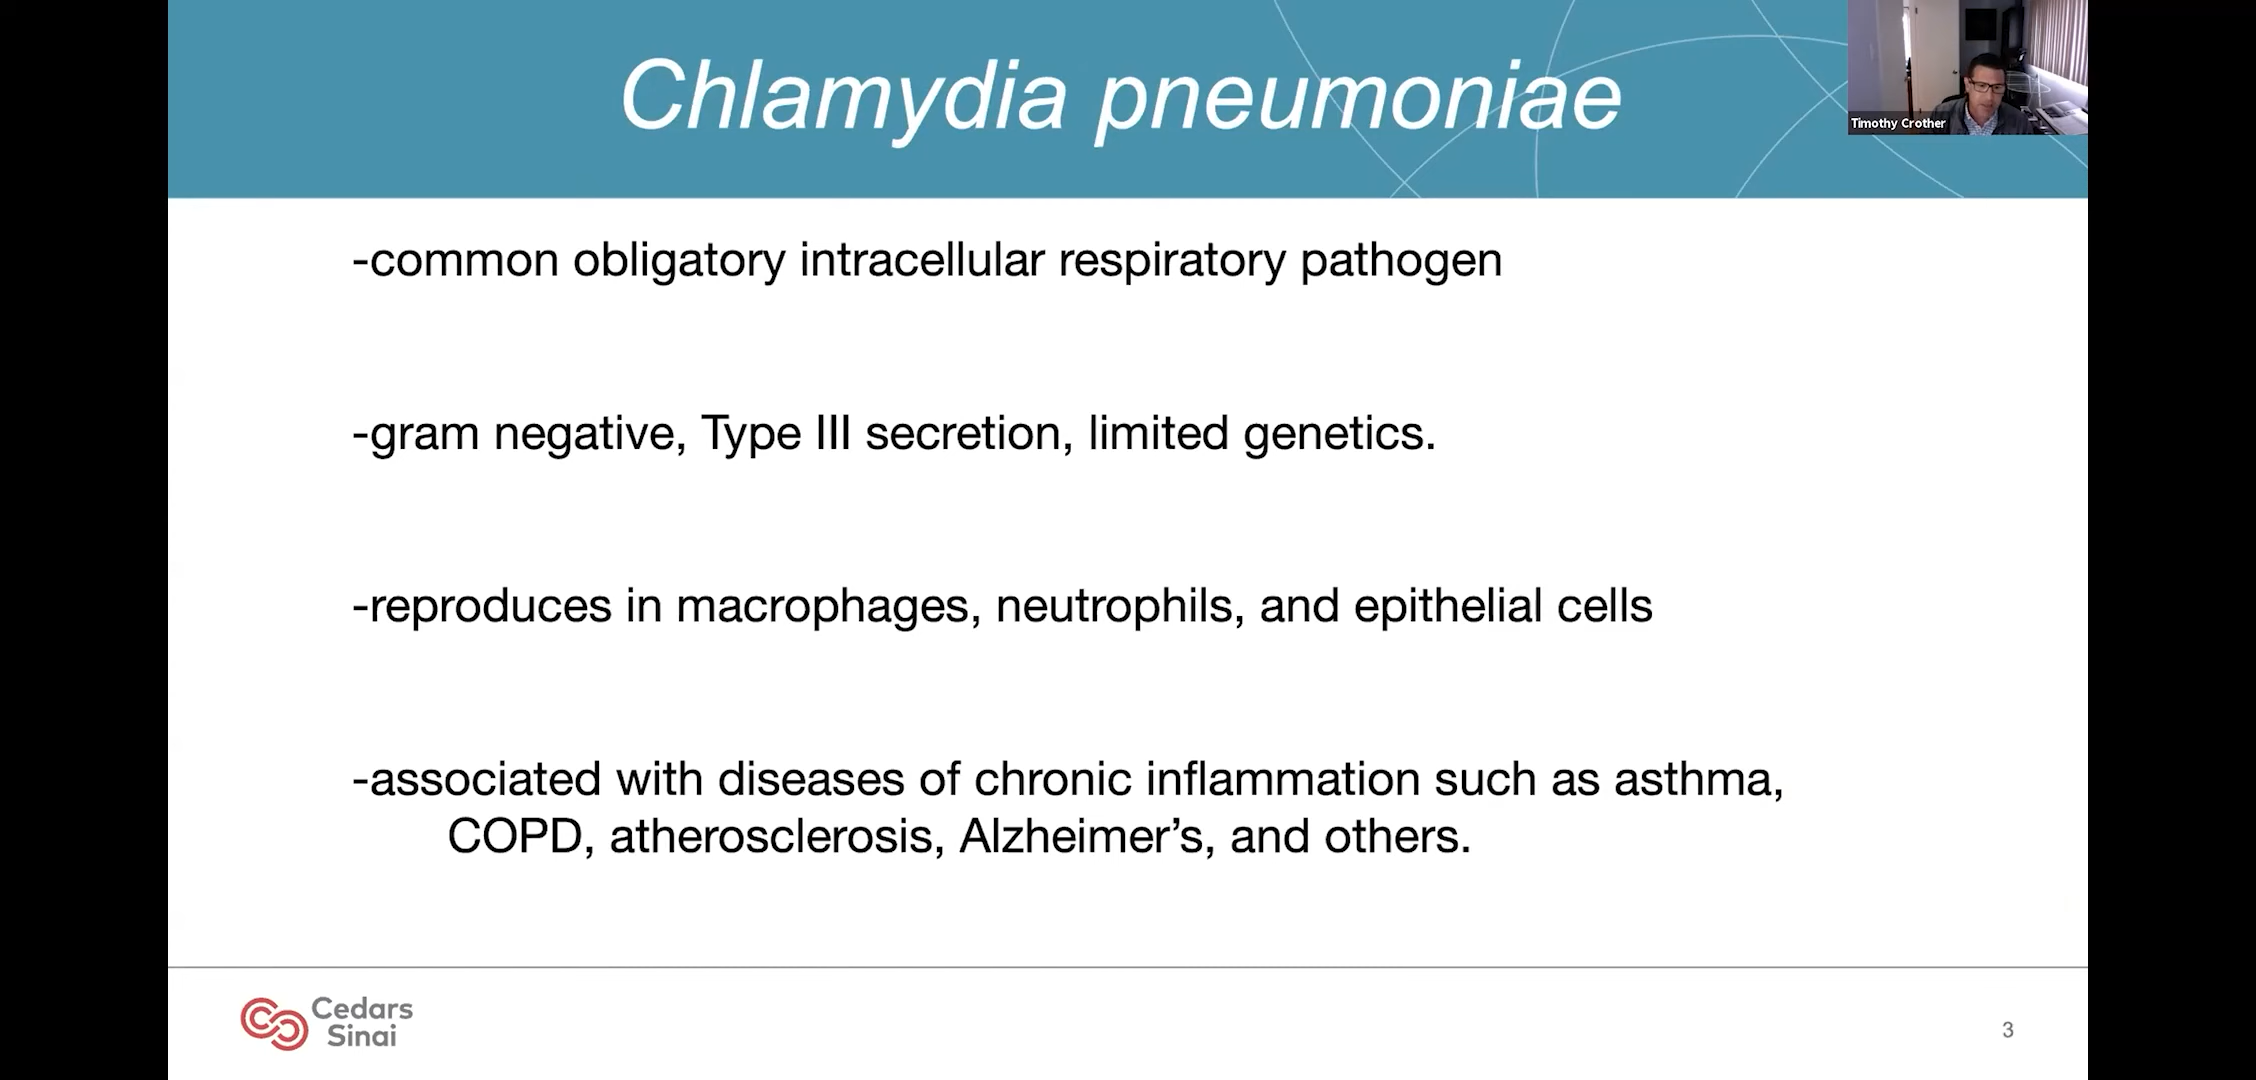 Chlamydia pneumoniae
Timothy Crother
-common obligatory intracellular respiratory pathogen
-gram negative, Type III secretion, limited genetics.
-reproduces in macrophages, neutrophils, and epithelial cells
-associated with diseases of chronic inflammation such as asthma,
COPD, atherosclerosis, Alzheimer’s, and others.
Cedars
Sinai
3